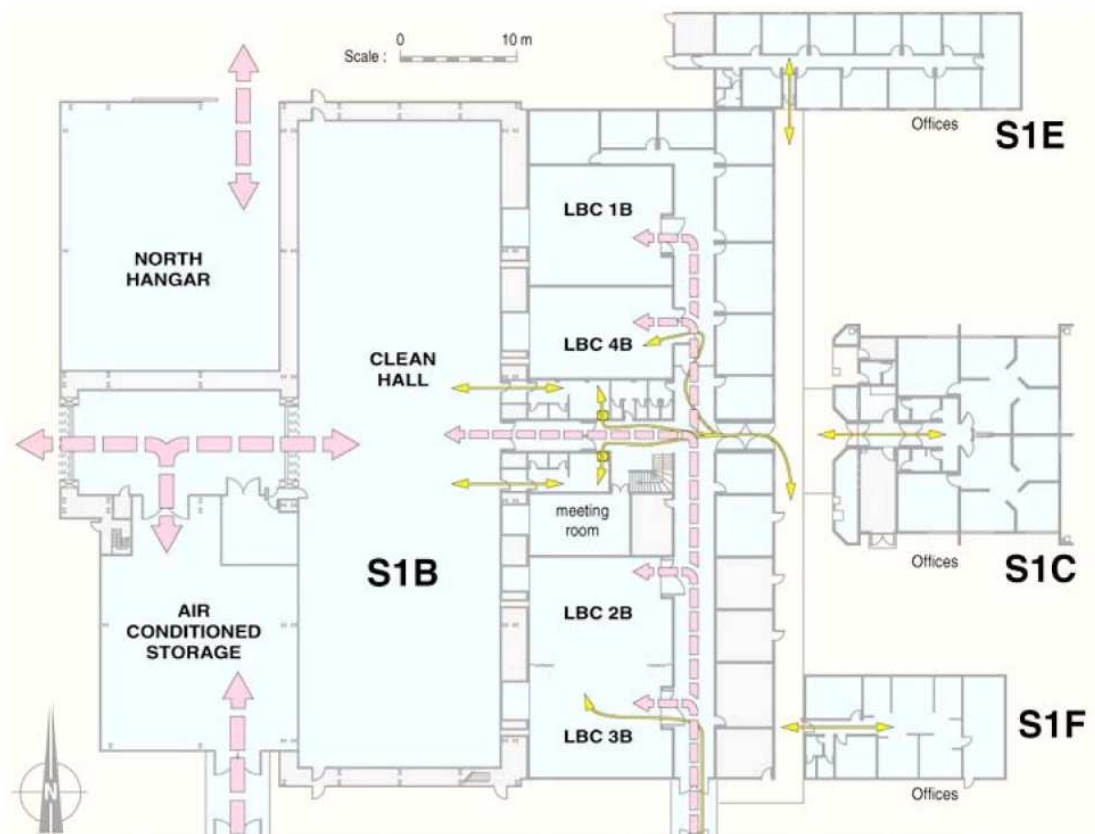 0 10 m
Scale :
Offices
S1E
LBC 1B
NORTH
HANGAR
LBC 4B
CLEAN
HALL
meeting
room
Offices
S1C
S1B
LBC 2B
AIR
CONDITIONED
STORAGE
S1F
LBC 3B
Offices
N